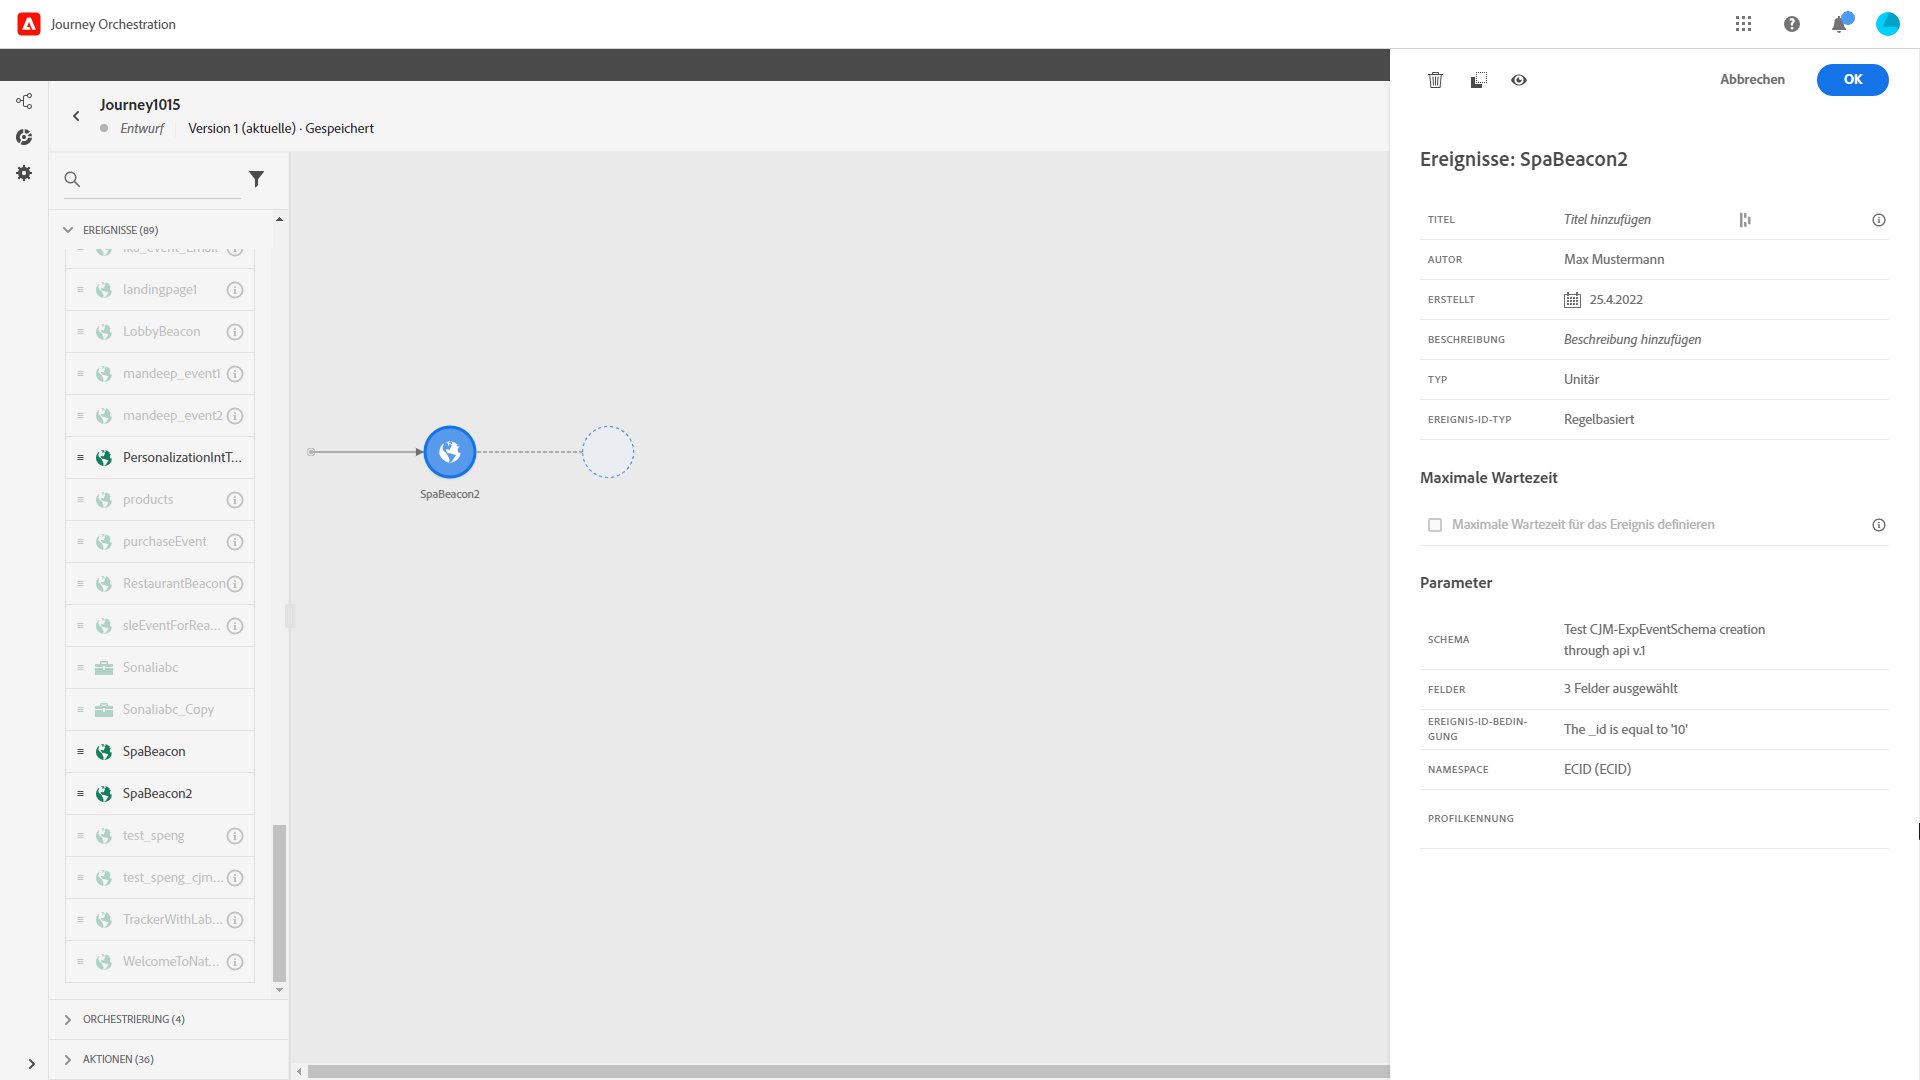 Journey Orchestration
Abbrechen
OK
Journey1015
Entwurf
Version 1 (aktuelle) · Gespeichert
EREIGNISSE (89)
landingpage1
LobbyBeacon
mandeep_event1
mandeep_event2
PersonalizationIntT...
products
purchaseEvent
RestaurantBeacon
sleEventForRea...
Sonaliabc
Sonaliabc_Copy
SpaBeacon
SpaBeacon2
test_speng
test_speng_cjm...
TrackerWithLab...
WelcomeToNat...
ORCHESTRIERUNG (4)
AKTIONEN (36)
SpaBeacon2
Ereignisse: SpaBeacon2
TITEL
Titel hinzufügen
AUTOR
Max Mustermann
ERSTELLT
25.4.2022
BESCHREIBUNG
Beschreibung hinzufügen
TYP
Unitär
EREIGNIS-ID-TYP
Regelbasiert
Maximale Wartezeit
Maximale Wartezeit für das Ereignis definieren
Parameter
SCHEMA
Test CJM-ExpEventSchema creation
through api v.1
FELDER
3 Felder ausgewählt
EREIGNIS-ID-BEDIN-
GUNG
The _id is equal to '10'
NAMESPACE
ECID (ECID)
PROFILKENNUNG